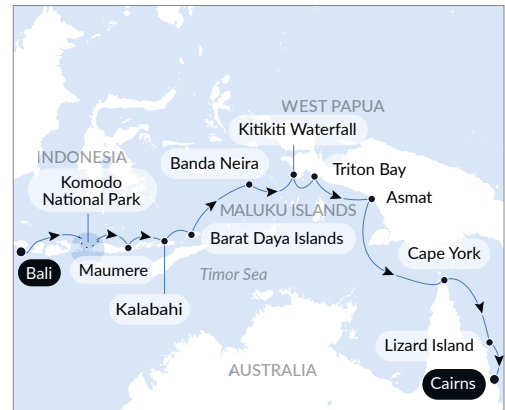 WEST PAPUA
Kitikiti Waterfall
INDONESIA
Banda Neira
Triton Bay
Komodo
National Park
Asmat
MALUKU ISLANDS
Barat Daya Islands
Bali
Maumere
Timor Sea
Cape York
Kalabahi
Lizard Island
AUSTRALIA
Cairns